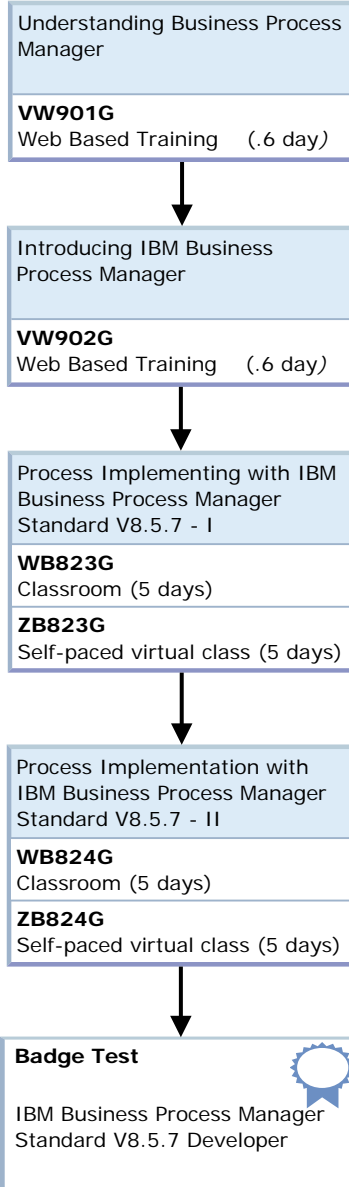 Understanding Business Process
Manager
VW901G
Web Based Training (.6 day)
Introducing IBM Business
Process Manager
VW902G
Web Based Training (.6 day)
Process Implementing with IBM
Business Process Manager
Standard V8.5.7 - I
WB823G
Classroom (5 days)
ZB823G
Self-paced virtual class (5 days)
Process Implementation with
IBM Business Process Manager
Standard V8.5.7 - II
WB824G
Classroom (5 days)
ZB824G
Self-paced virtual class (5 days)
Badge Test
IBM Business Process Manager
Standard V8.5.7 Developer